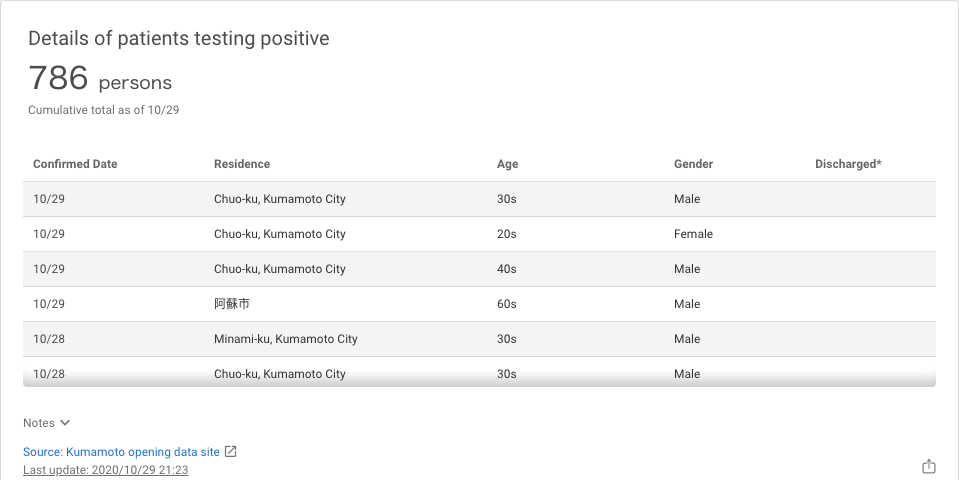 Details of patients testing positive
786 persons
Cumulative total as of 10/29
Confirmed Date Residence Age Gender Discharged*
10/29 Chuo-ku, Kumamoto City 30s Male
10/29 Chuo-ku, Kumamoto City 20s Female
10/29 Chuo-ku, Kumamoto City 40s Male
10/29 阿蘇市 60s Male
10/28 Minami-ku, Kumamoto City 30s Male
10/28 Chuo-ku, Kumamoto City 30s Male
Notes
Source: Kumamoto opening data site
Last update: 2020/10/29 21:23